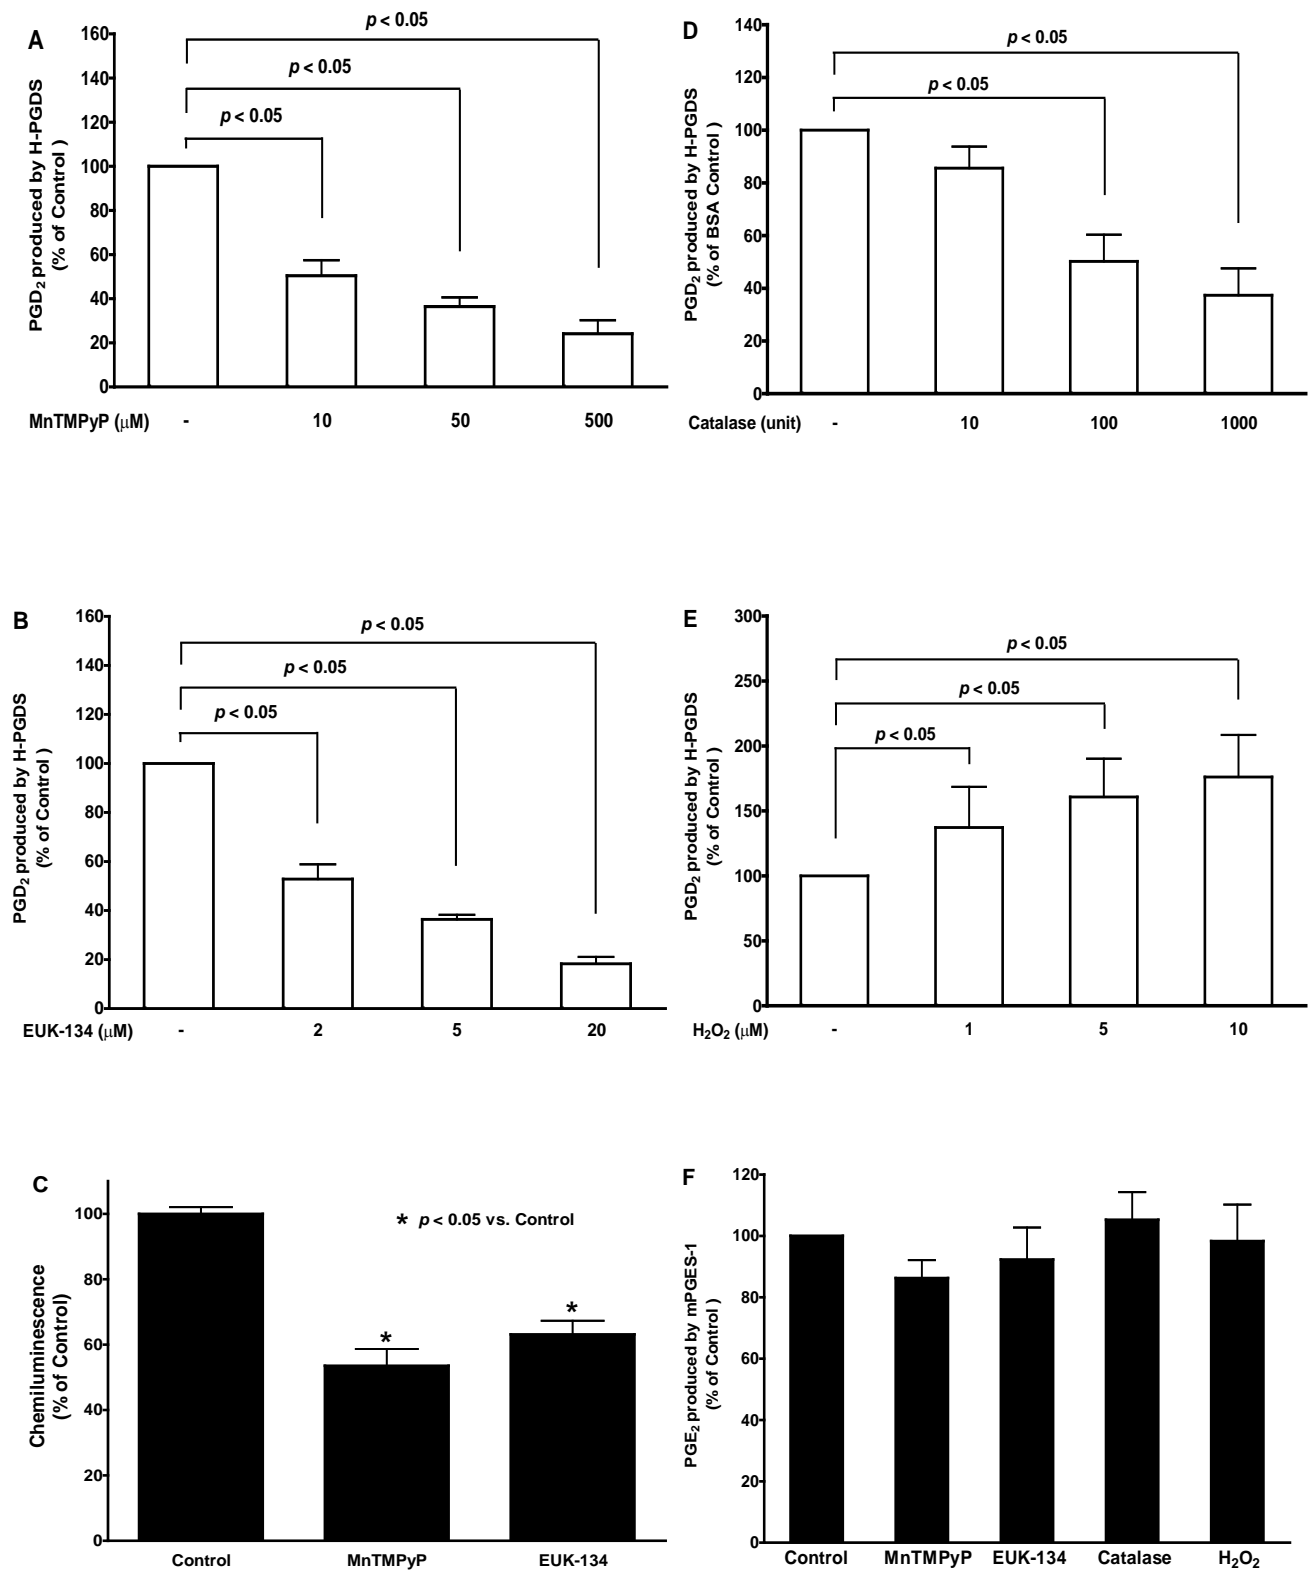 A
PGD₂ produced by H-PGDS
(% of Control )
160
140
120
100
80
60
40
20
0
p < 0.05
p < 0.05
p < 0.05
MnTMPyP (μM) - 10 50 500
D
PGD₂ produced by H-PGDS
(% of BSA Control )
140
120
100
80
60
40
20
0
p < 0.05
p < 0.05
Catalase (unit) - 10 100 1000
B
PGD₂ produced by H-PGDS
(% of Control )
160
140
120
100
80
60
40
20
0
p < 0.05
p < 0.05
p < 0.05
EUK-134 (μM) - 2 5 20
E
PGD₂ produced by H-PGDS
(% of Control )
300
250
200
150
100
50
0
p < 0.05
p < 0.05
p < 0.05
H₂O₂ (μM) - 1 5 10
C
Chemiluminescence
(% of Control)
100
80
60
40
20
0
* p < 0.05 vs. Control
*
*
Control MnTMPyP EUK-134
F
PGE₂ produced by mPGES-1
(% of Control )
120
100
80
60
40
20
0
Control MnTMPyP EUK-134 Catalase H₂O₂